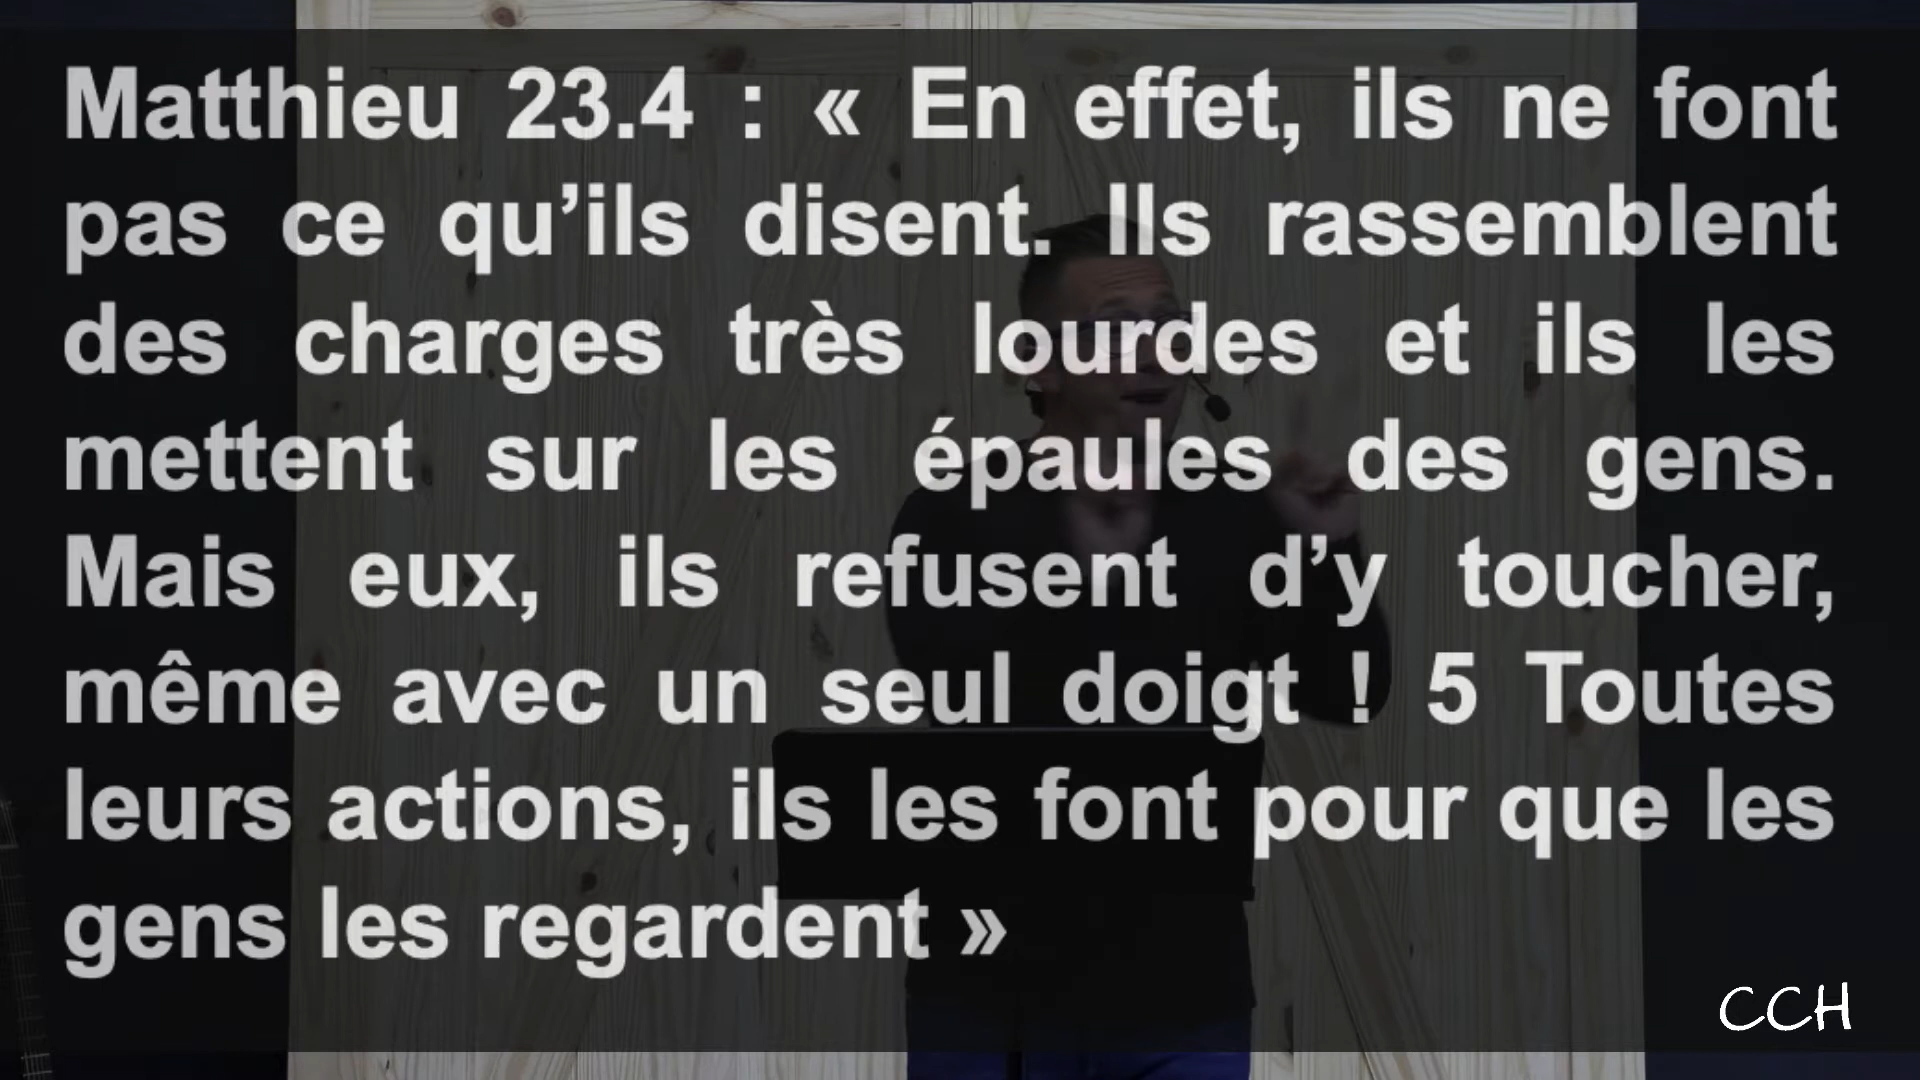 Matthieu 23.4 : « En effet, ils ne font
pas ce qu’ils disent. Ils rassemblent
des charges très lourdes et ils les
mettent sur les épaules des gens.
Mais eux, ils refusent d’y toucher,
même avec un seul doigt ! 5 Toutes
leurs actions, ils les font pour que les
gens les regardent »
CCH